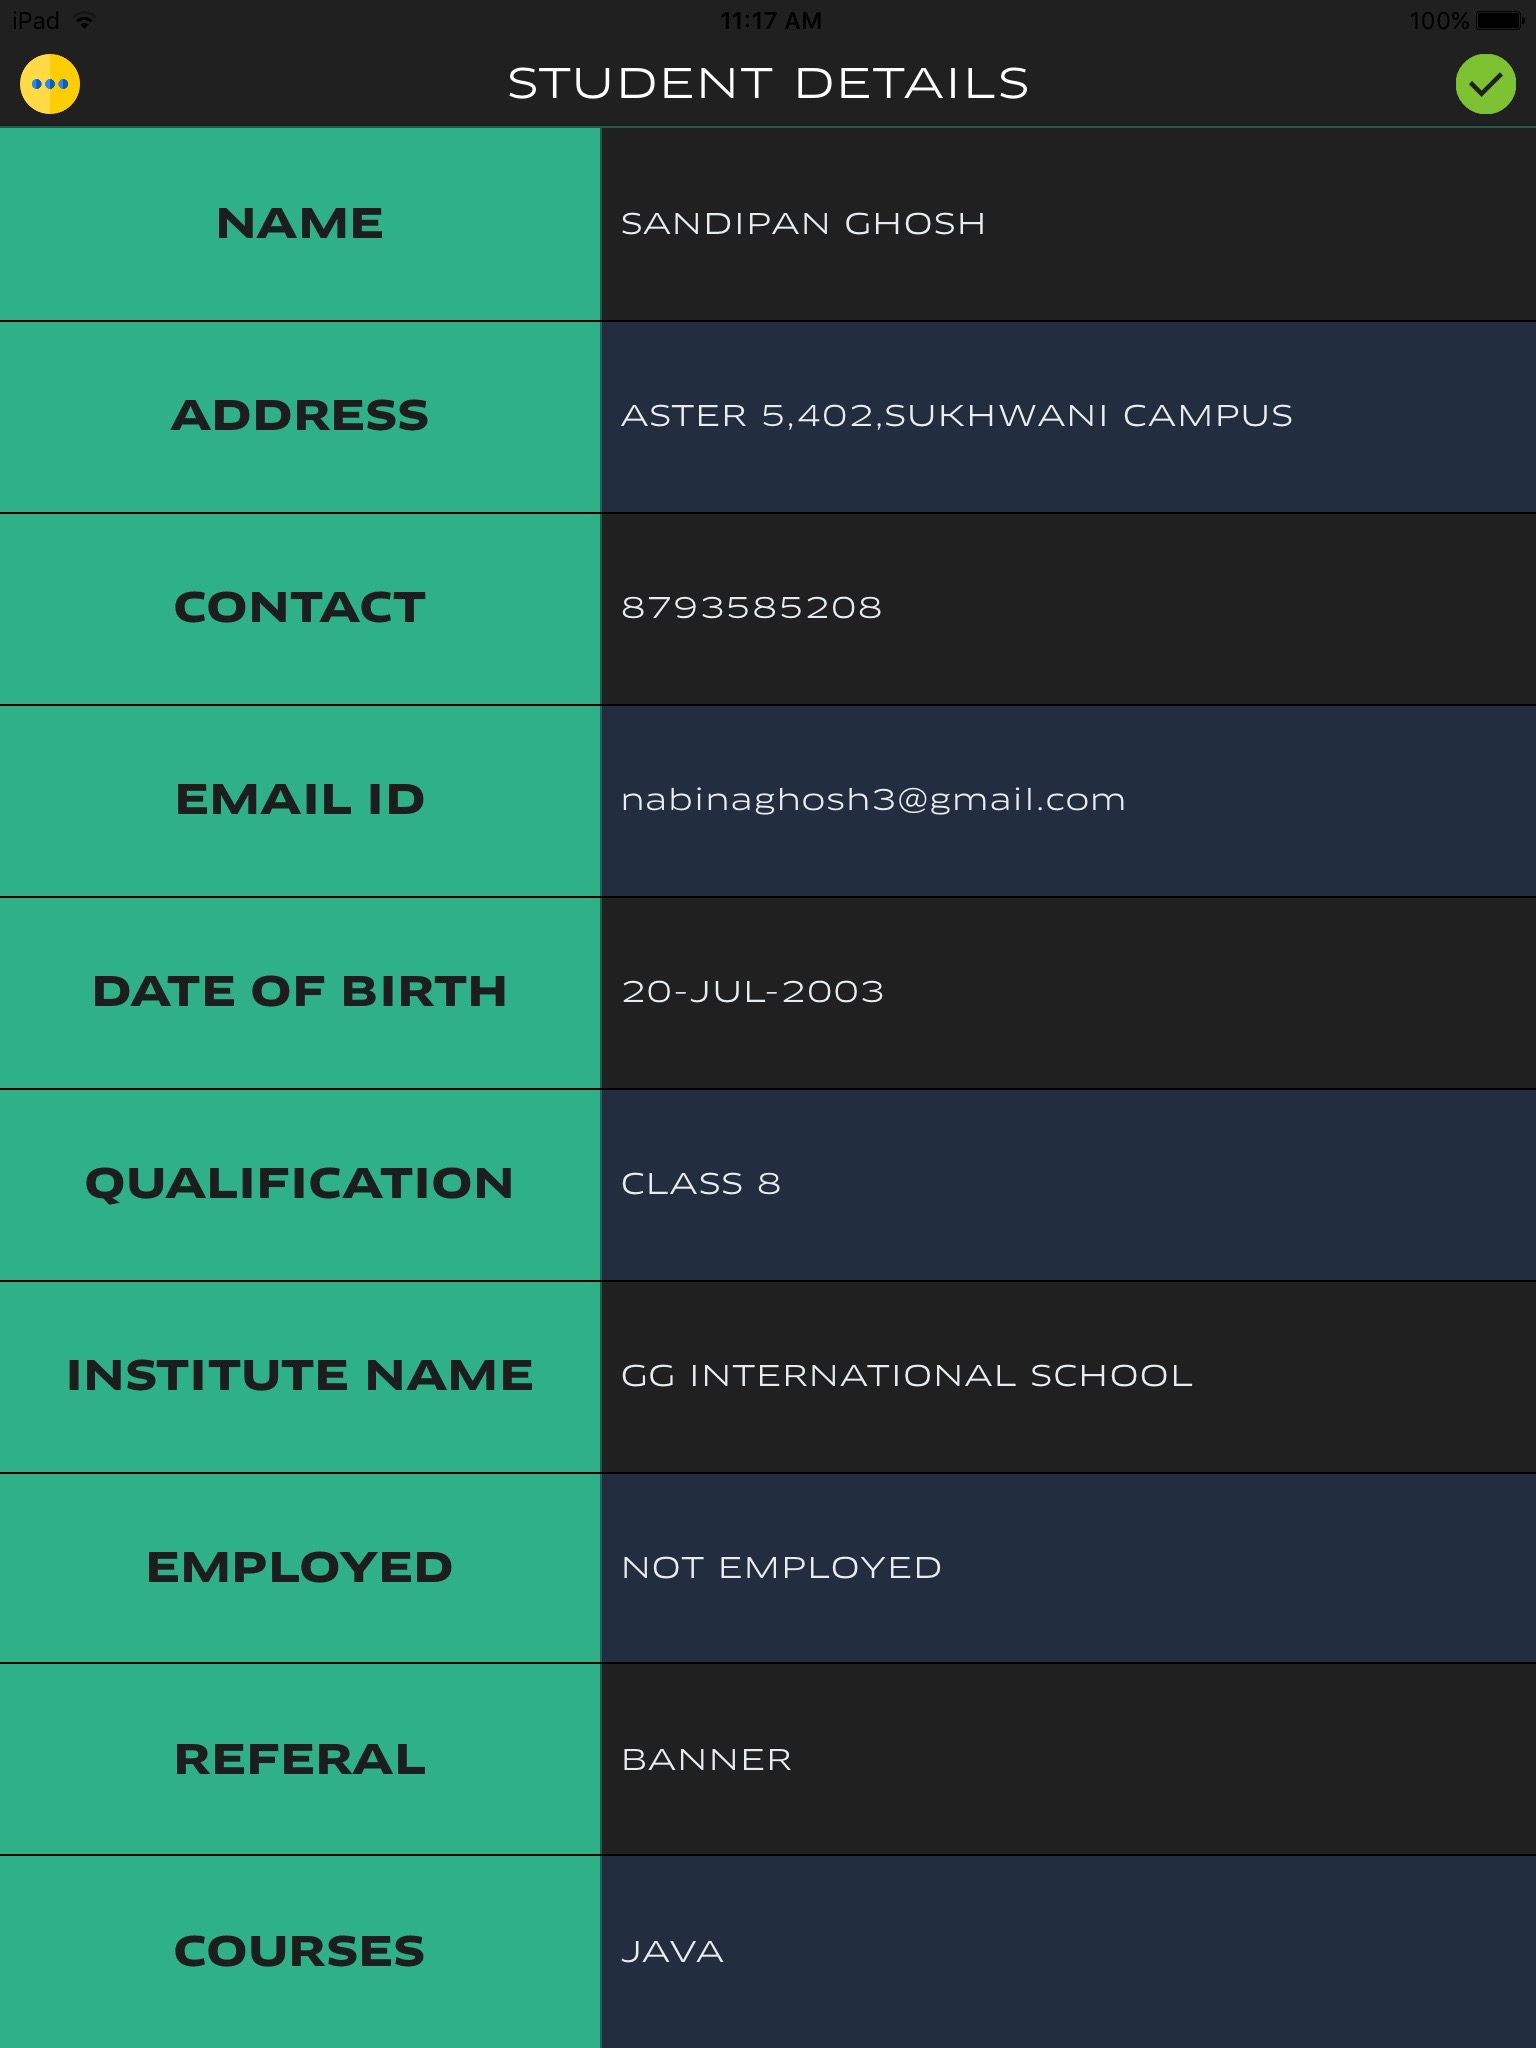 iPad 11:17 AM 100%
STUDENT DETAILS
NAME SANDIPAN GHOSH
ADDRESS ASTER 5,402,SUKHWANI CAMPUS
CONTACT 8793585208
EMAIL ID nabinaghosh3@gmail.com
DATE OF BIRTH 20-JUL-2003
QUALIFICATION CLASS 8
INSTITUTE NAME GG INTERNATIONAL SCHOOL
EMPLOYED NOT EMPLOYED
REFERAL BANNER
COURSES JAVA